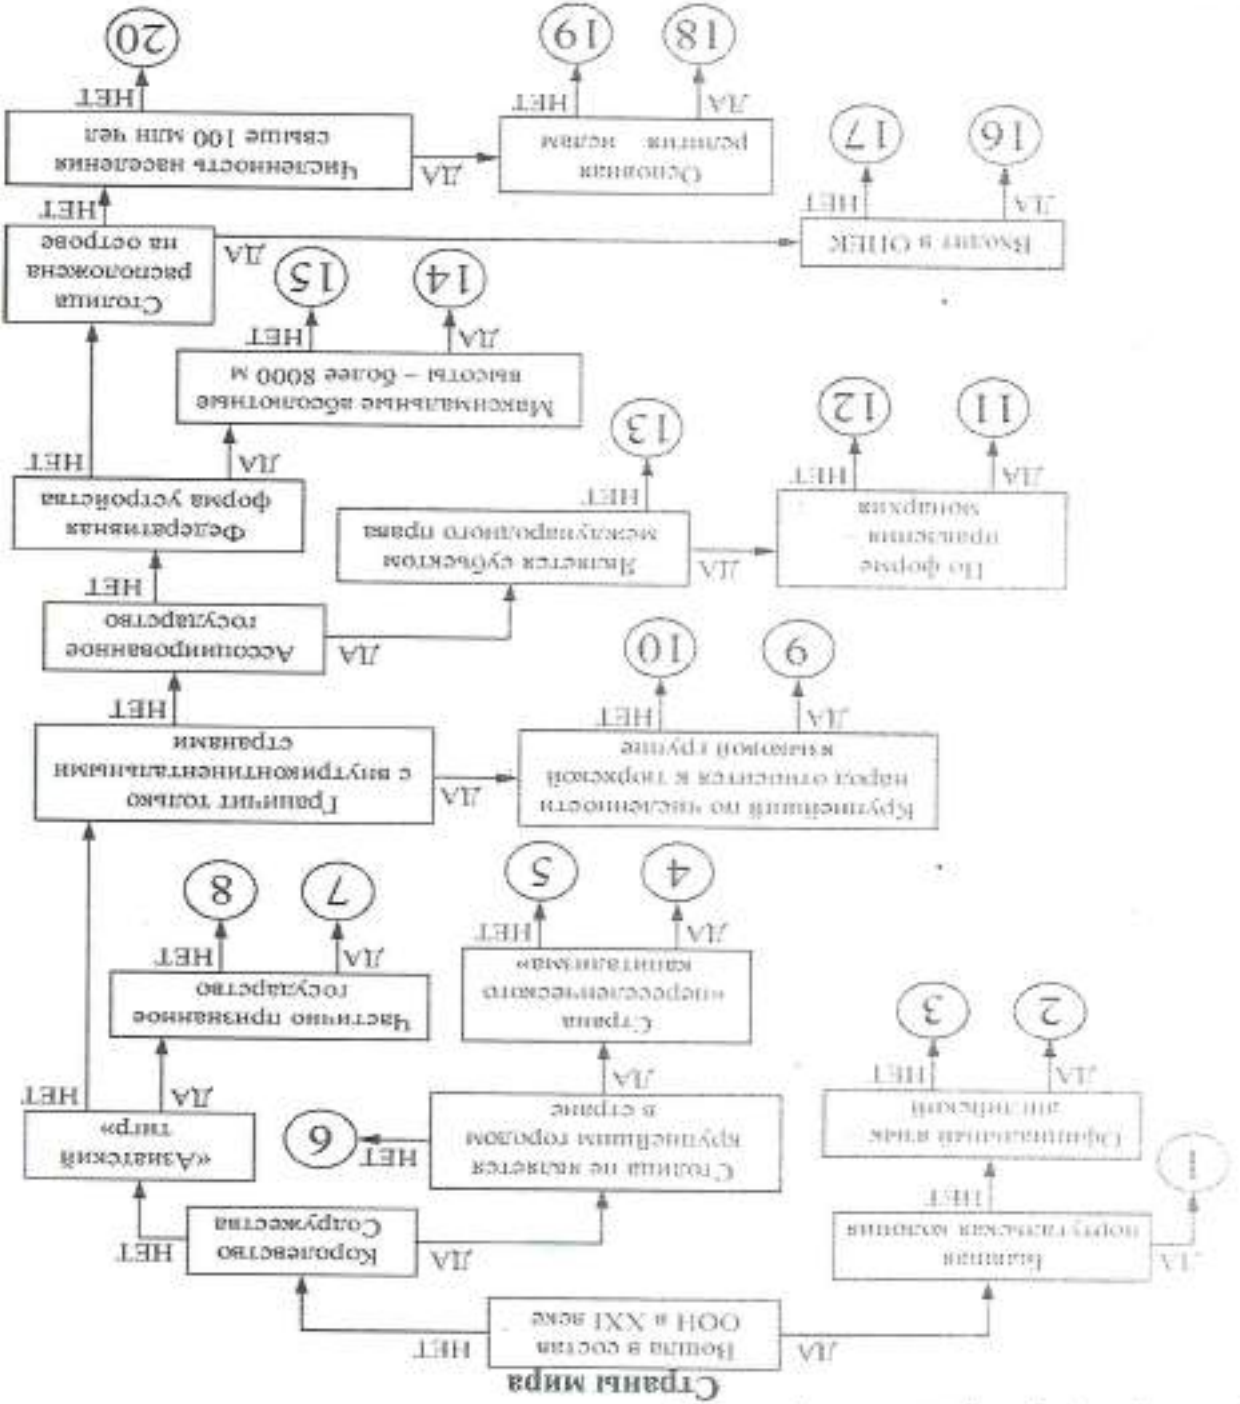 Страны мира
Вошла в состав
ООН в XXI веке
ДА
НЕТ
Бывшая
португальская колония
ДА
НЕТ
1
Официальный язык
английский
ДА
НЕТ
2
3
Королевство
Содружества
ДА
НЕТ
Столица не является
крупнейшим городом
в стране
ДА
НЕТ
6
Страна
«переселенческого
капитализма»
ДА
НЕТ
4
5
«Азиатский
тигр»
ДА
НЕТ
Частично признанное
государство
ДА
НЕТ
7
8
Граничит только
с внутриконтинентальными
странами
ДА
НЕТ
Крупнейший по численности
народ относится к тюркской
языковой группе
ДА
НЕТ
9
10
Ассоциированное
государство
ДА
НЕТ
Является субъектом
международного права
ДА
НЕТ
13
По форме
правления –
монархия
ДА
НЕТ
11
12
Федеративная
форма устройства
ДА
НЕТ
Максимальные абсолютные
высоты – более 8000 м
ДА
НЕТ
14
15
Столица
расположена
на острове
ДА
НЕТ
Входит в ОПЕК
ДА
НЕТ
16
17
Численность населения
свыше 100 млн чел
ДА
НЕТ
20
Основная
религия ислам
ДА
НЕТ
18
19